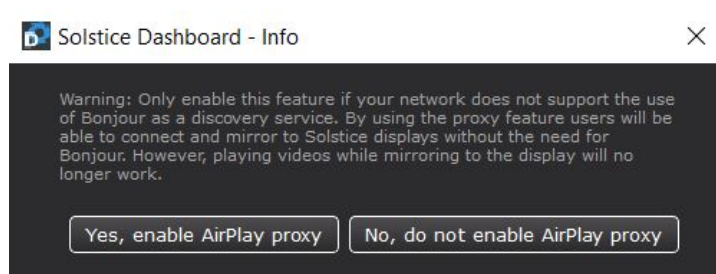 Solstice Dashboard - Info
Warning: Only enable this feature if your network does not support the use
of Bonjour as a discovery service. By using the proxy feature users will be
able to connect and mirror to Solstice displays without the need for
Bonjour. However, playing videos while mirroring to the display will no
longer work.
Yes, enable AirPlay proxy No, do not enable AirPlay proxy